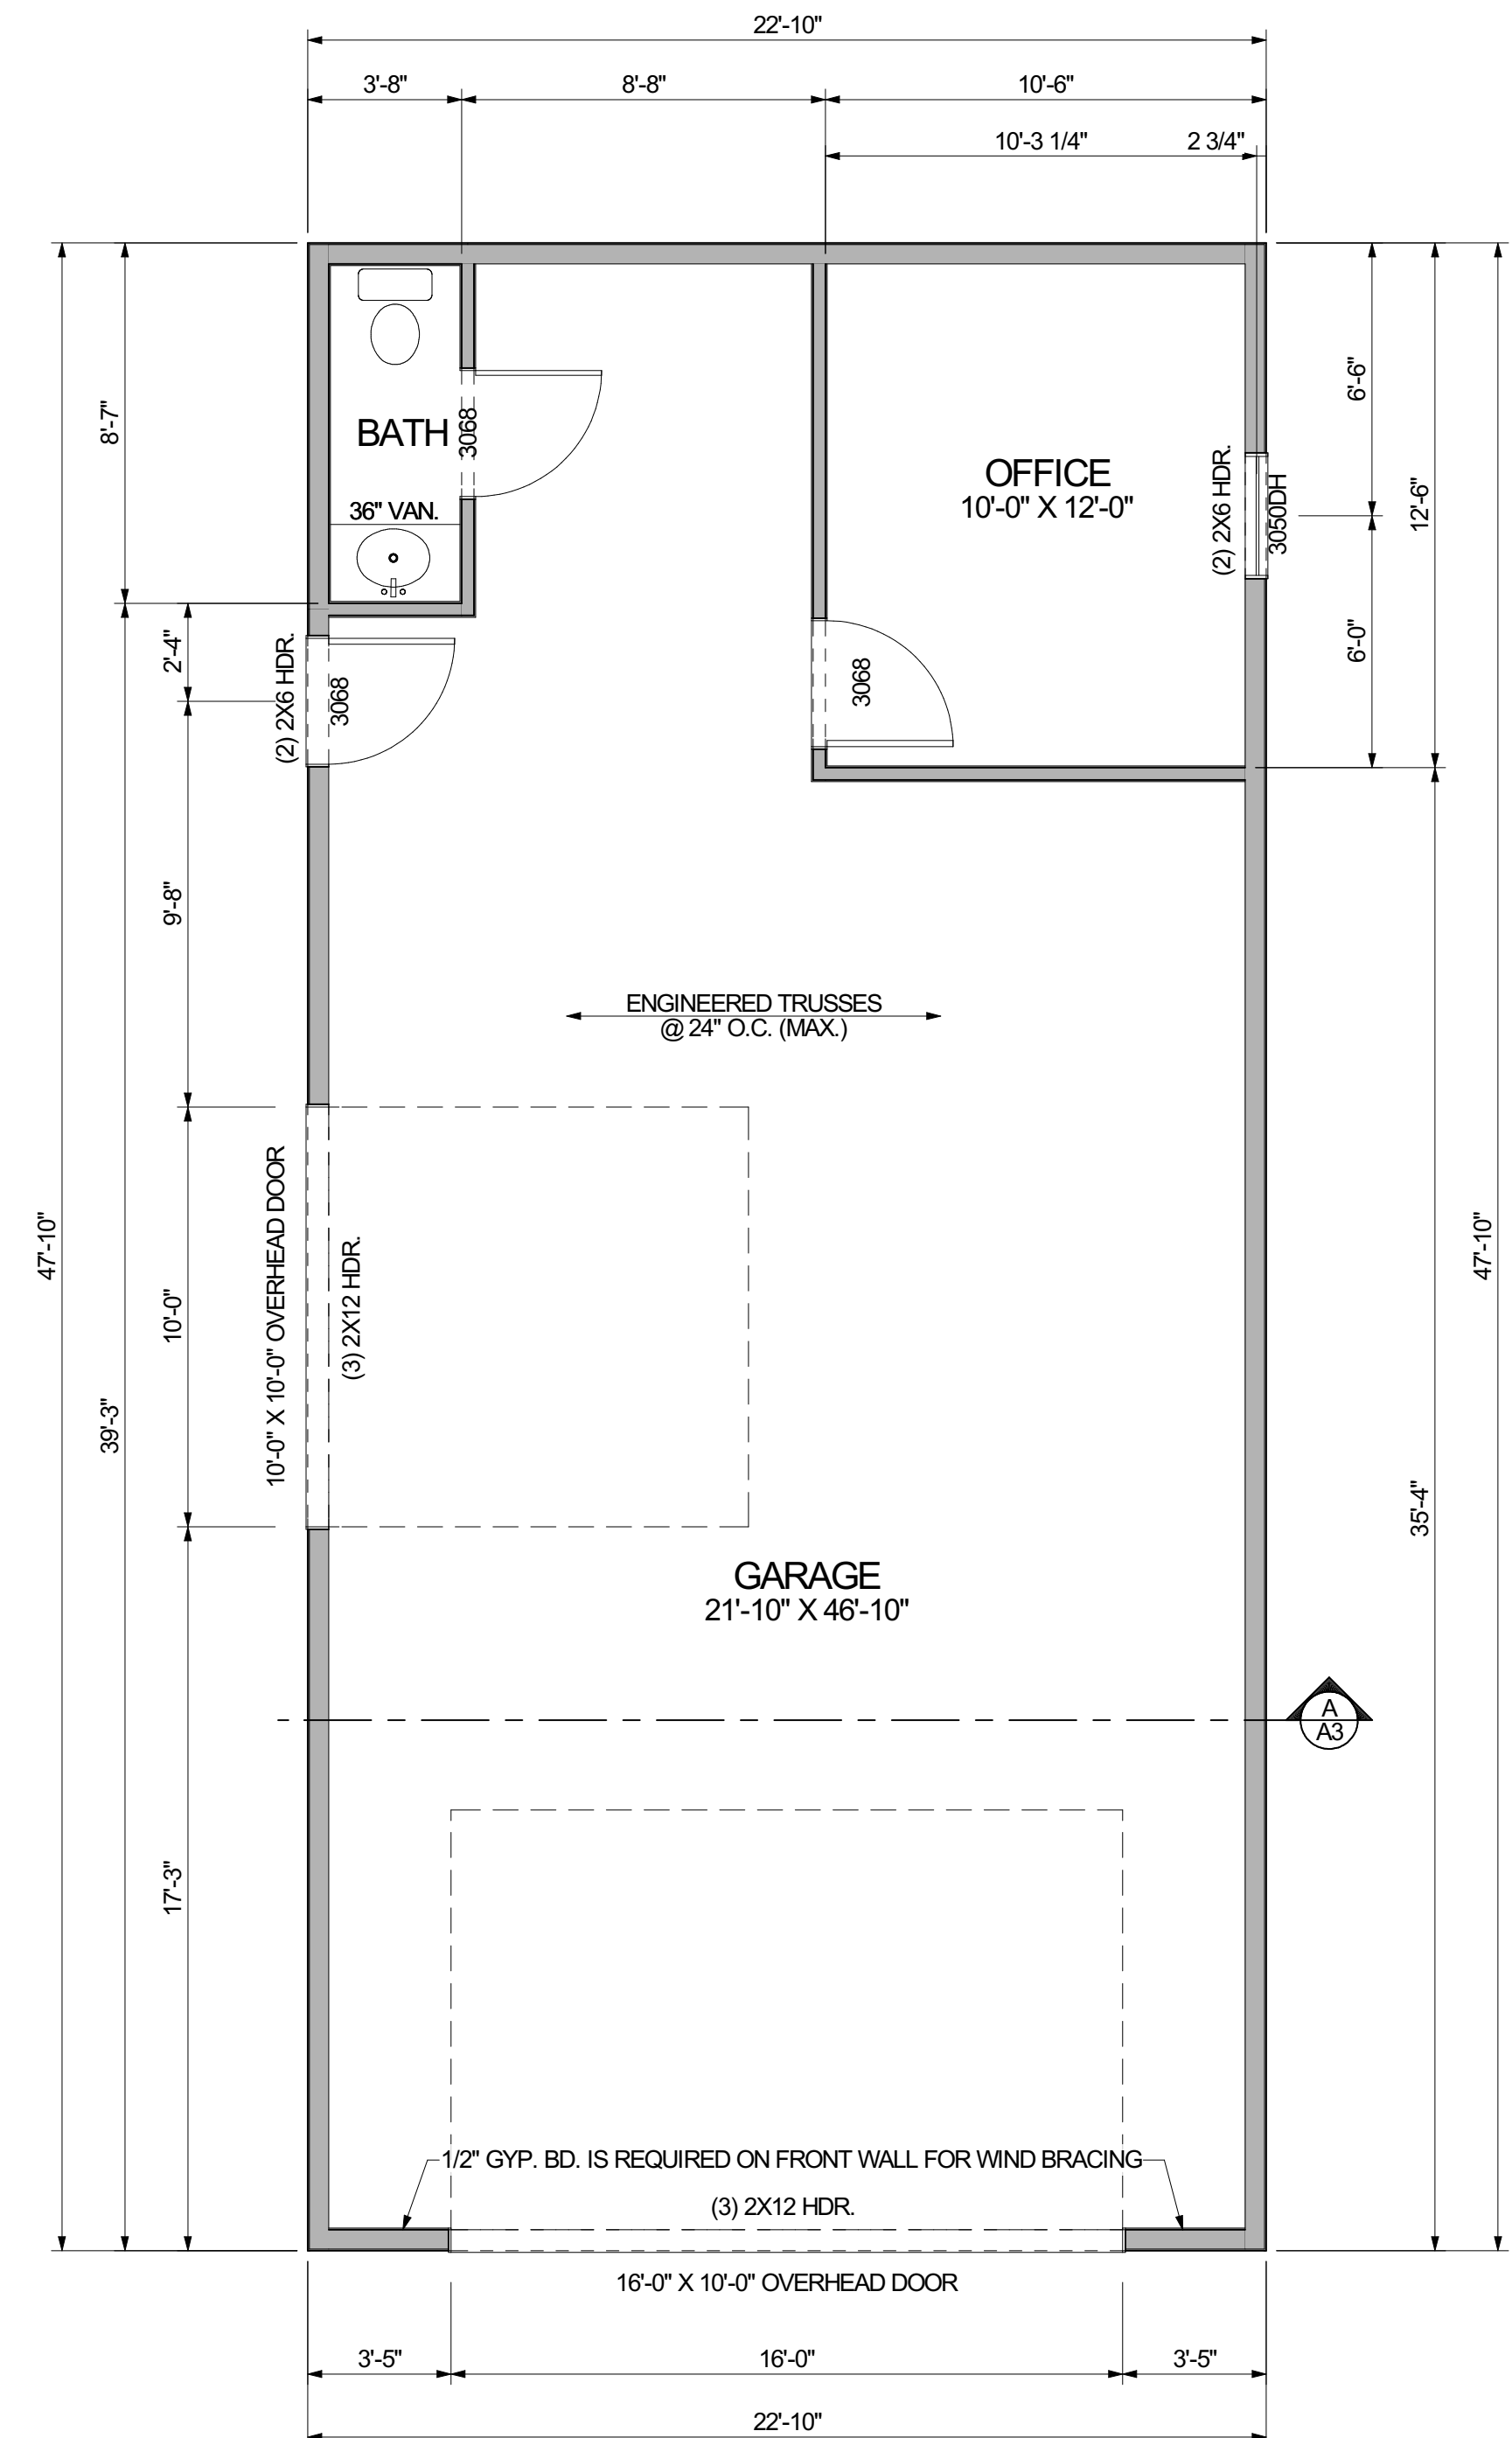 22'-10"
3'-8"
8'-8"
10'-6"
10'-3 1/4"
2 3/4"
47'-10"
8'-7"
39'-3"
2'-4"
9'-8"
10'-0"
17'-3"
BATH
3068
36" VAN.
(2) 2X6 HDR.
3068
OFFICE
10'-0" X 12'-0"
3068
(2) 2X6 HDR.
3050DH
6'-6"
6'-0"
12'-6"
35'-4"
47'-10"
ENGINEERED TRUSSES
@ 24" O.C. (MAX.)
10'-0" X 10'-0" OVERHEAD DOOR
(3) 2X12 HDR.
GARAGE
21'-10" X 46'-10"
A
A3
1/2" GYP. BD. IS REQUIRED ON FRONT WALL FOR WIND BRACING
(3) 2X12 HDR.
16'-0" X 10'-0" OVERHEAD DOOR
3'-5"
16'-0"
3'-5"
22'-10"